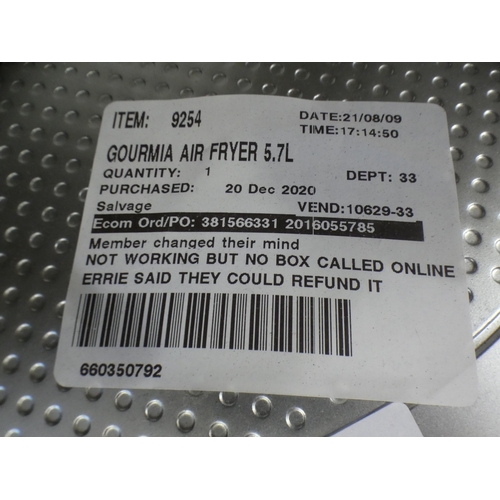 ITEM: 9254 DATE:21/08/09
TIME:17:14:50
GOURMIA AIR FRYER 5.7L
QUANTITY: 1 DEPT: 33
PURCHASED: 20 Dec 2020
Salvage VEND:10629-33
Ecom Ord/PO: 381566331 2016055785
Member changed their mind
NOT WORKING BUT NO BOX CALLED ONLINE
ERRIE SAID THEY COULD REFUND IT
660350792